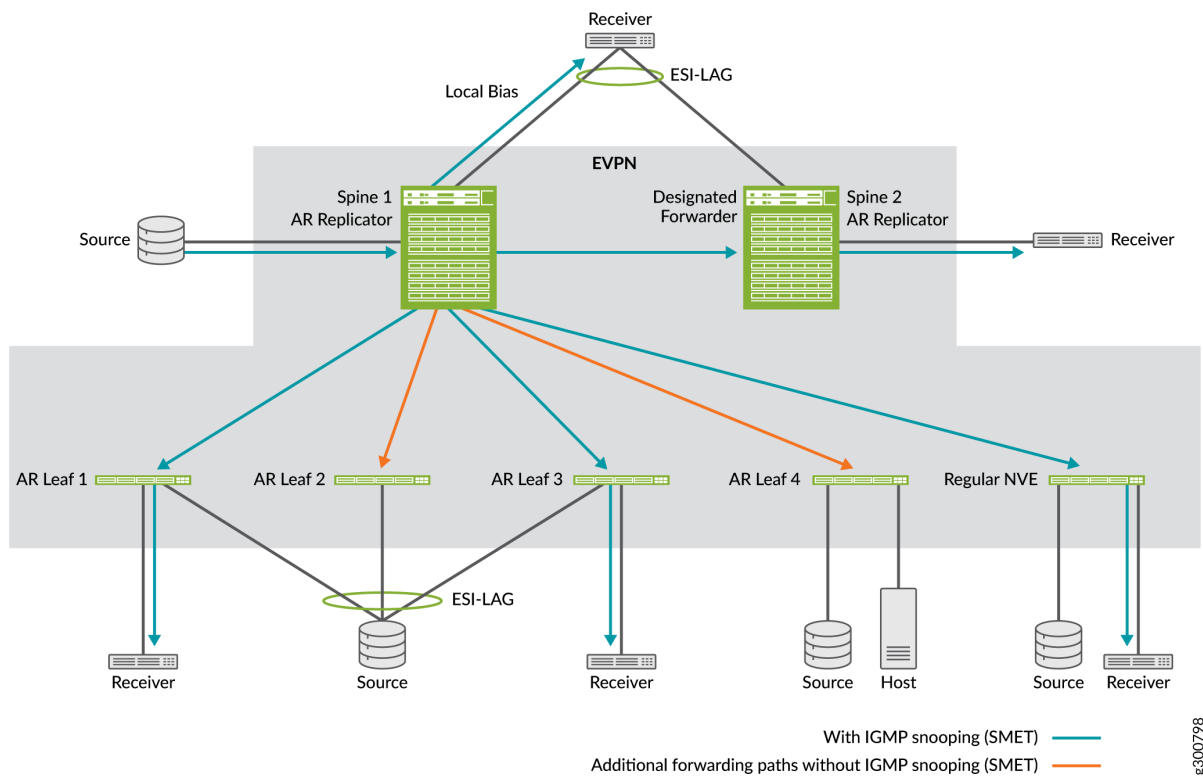 Receiver
ESI-LAG
Local Bias
EVPN
Spine 1
AR Replicator
Designated
Forwarder
Spine 2
AR Replicator
Source
Receiver
AR Leaf 1
AR Leaf 2
AR Leaf 3
AR Leaf 4
Regular NVE
ESI-LAG
Receiver
Source
Receiver
Source
Host
Source
Receiver
With IGMP snooping (SMET)
Additional forwarding paths without IGMP snooping (SMET)
g300798